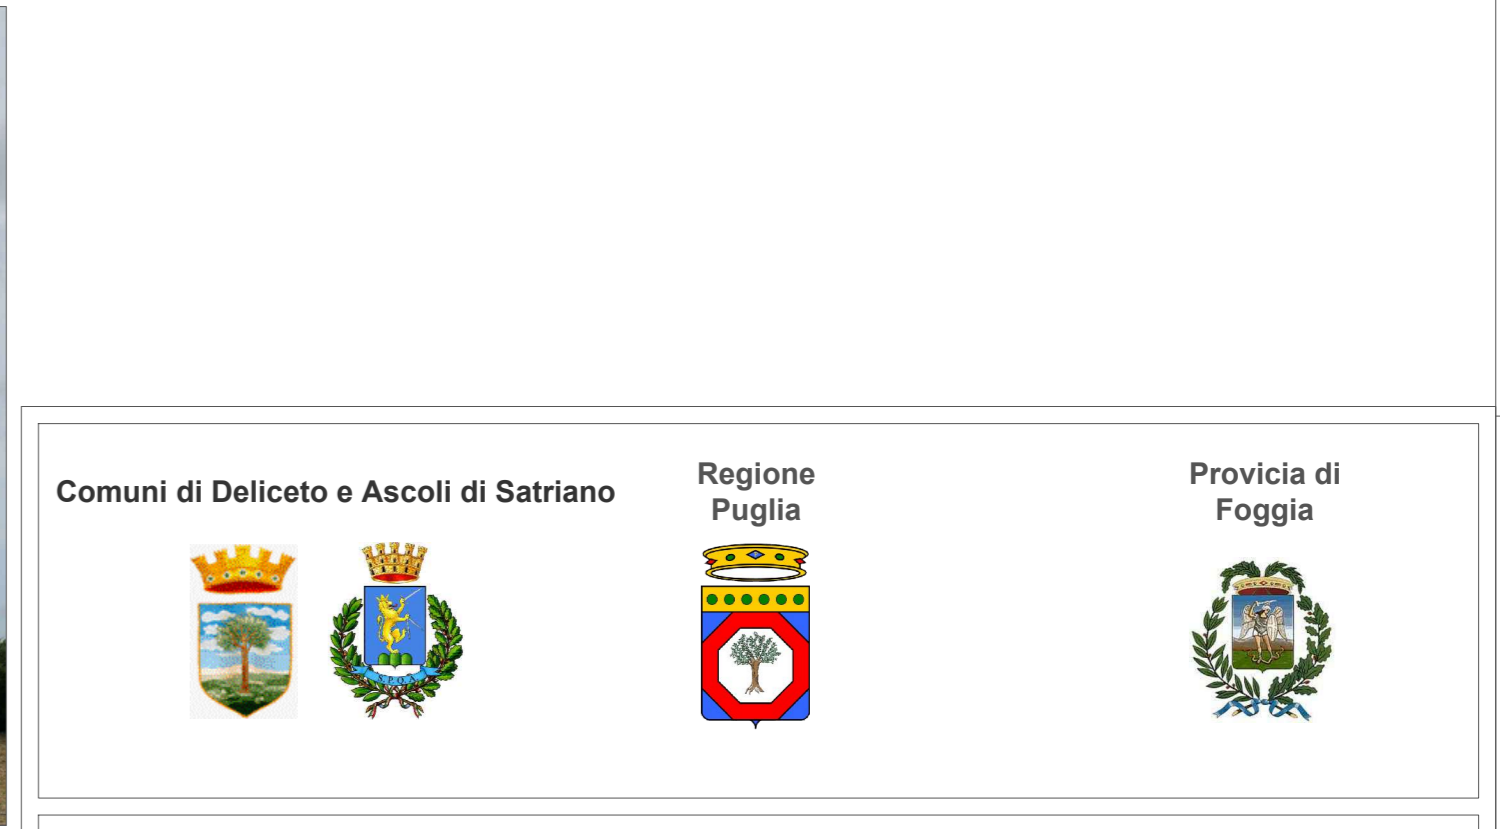 Comuni di Deliceto e Ascoli di Satriano
Regione
Puglia
Provicia di
Foggia
S.P.Q.A.